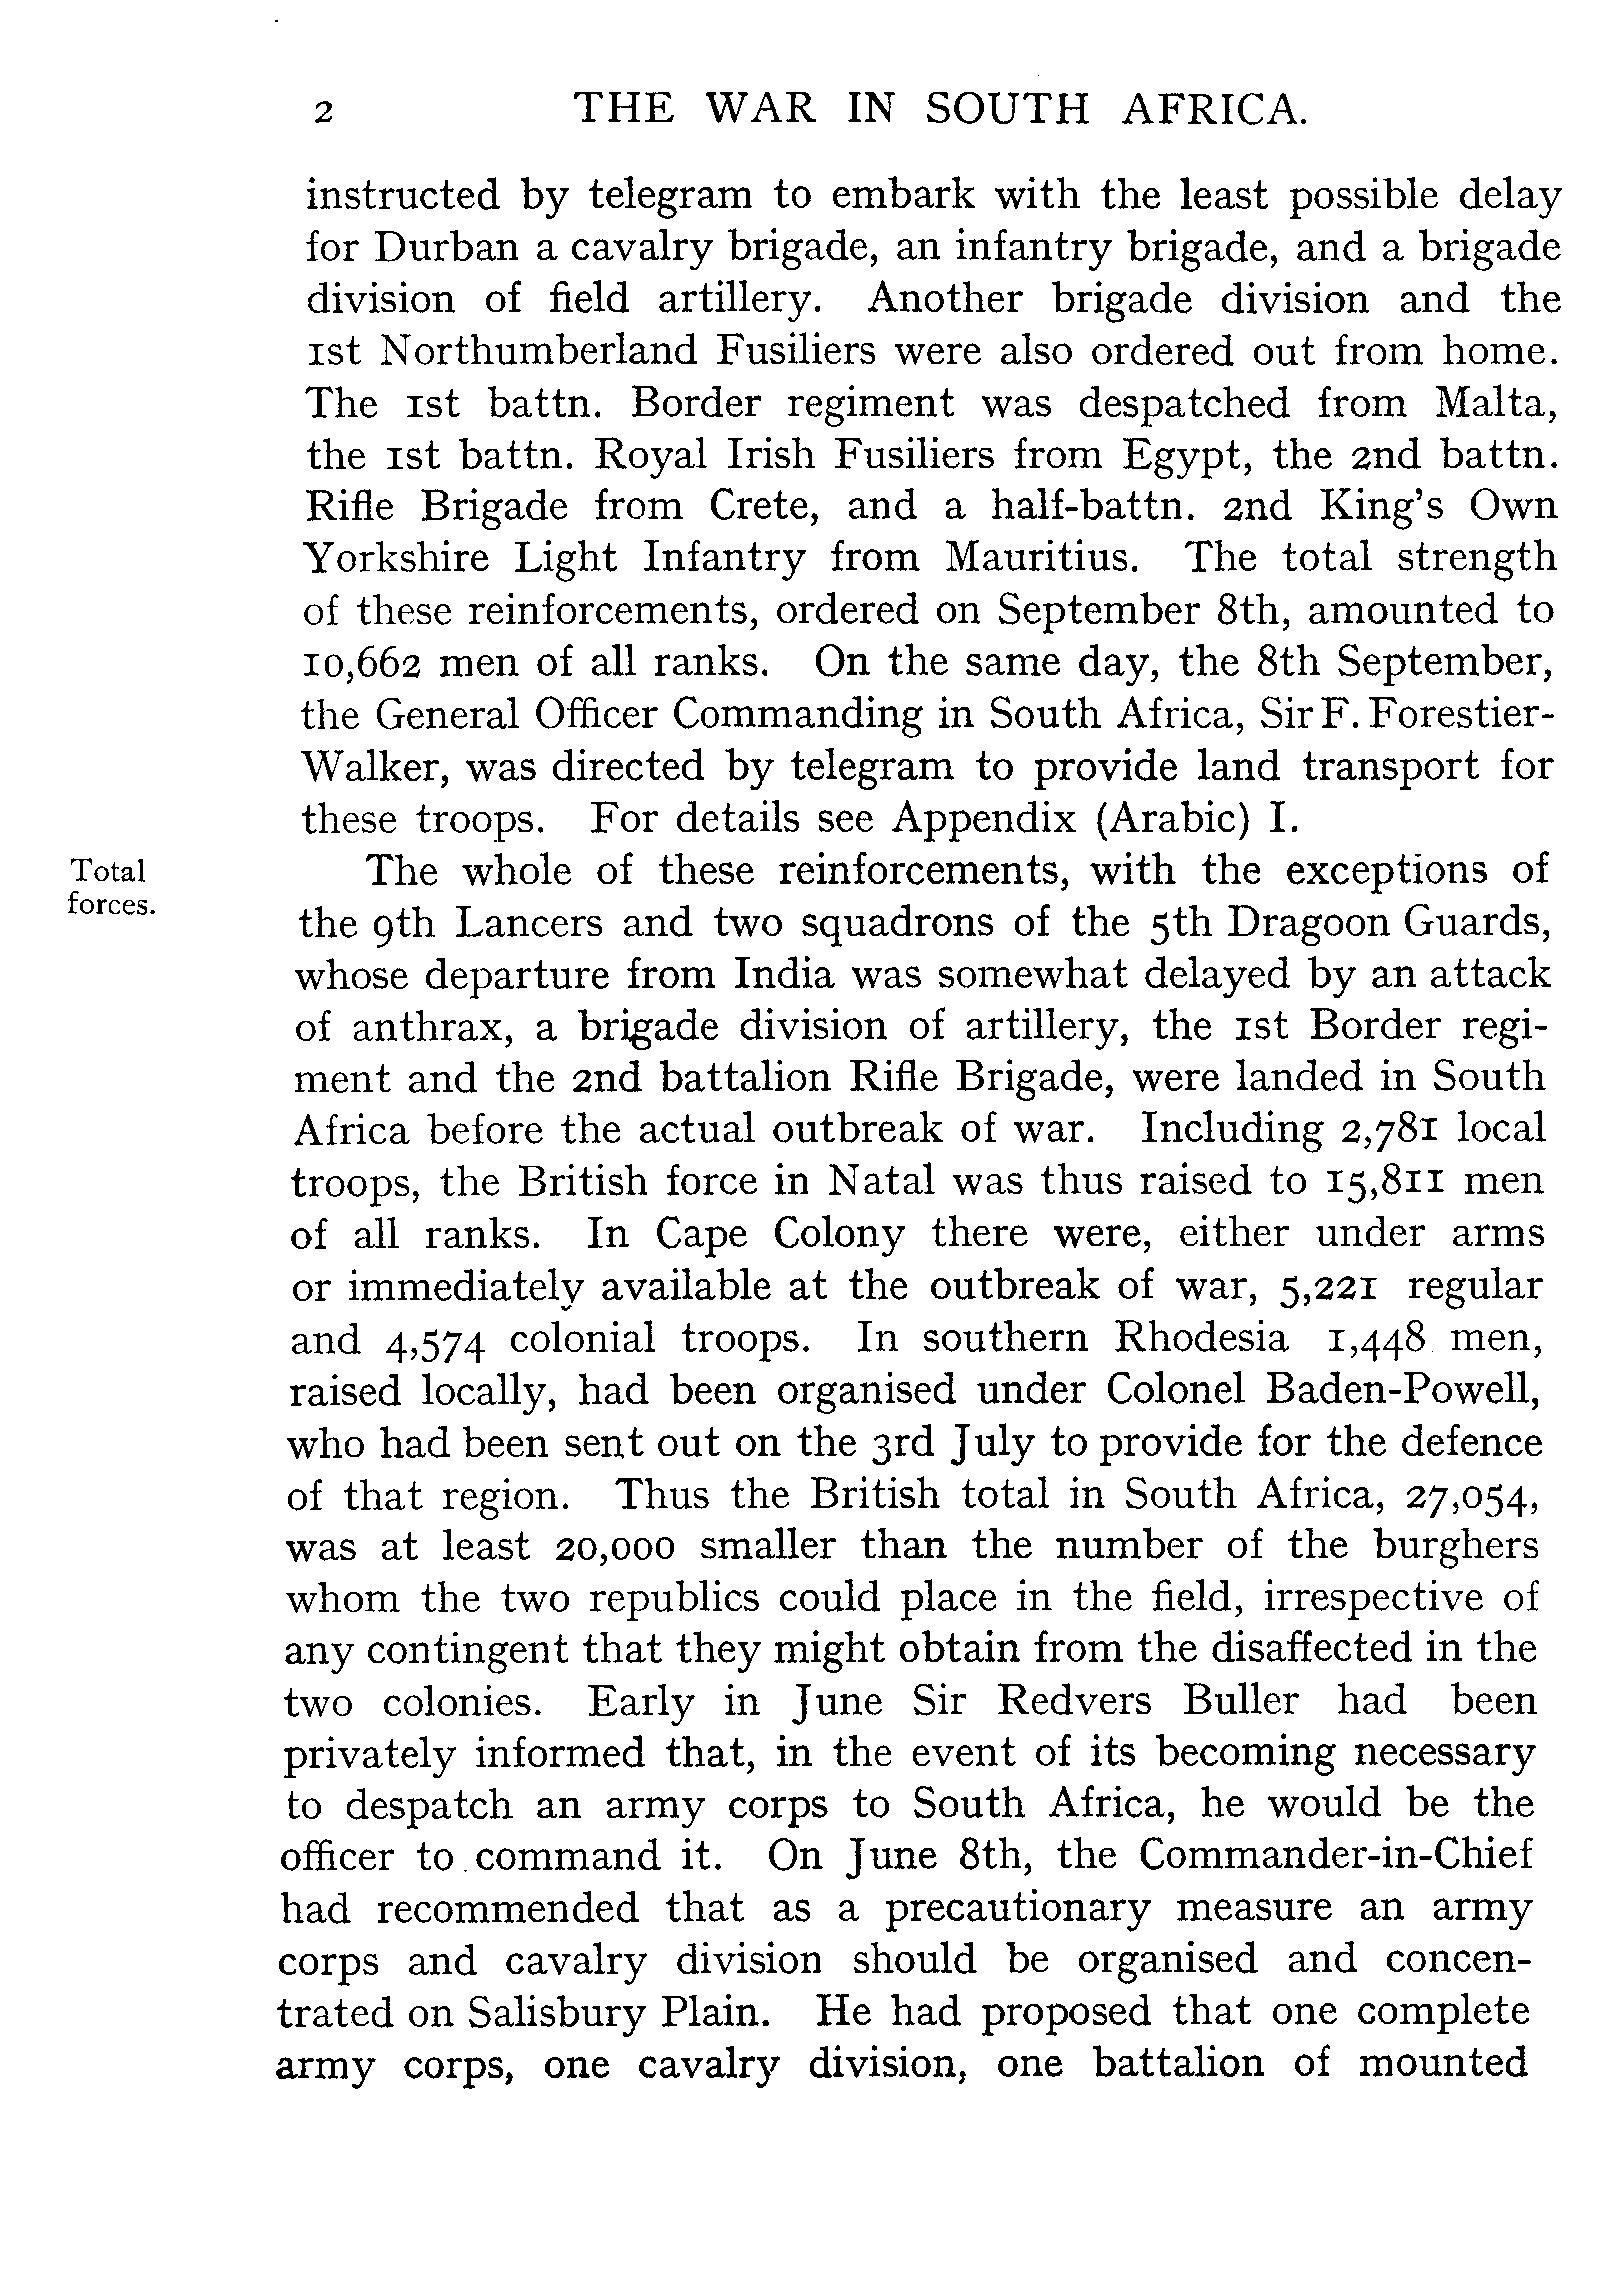 2 THE WAR IN SOUTH AFRICA.
instructed by telegram to embark with the least possible delay
for Durban a cavalry brigade, an infantry brigade, and a brigade
division of field artillery. Another brigade division and the
1st Northumberland Fusiliers were also ordered out from home.
The 1st battn. Border regiment was despatched from Malta,
the 1st battn. Royal Irish Fusiliers from Egypt, the 2nd battn.
Rifle Brigade from Crete, and a half-battn. 2nd King's Own
Yorkshire Light Infantry from Mauritius. The total strength
of these reinforcements, ordered on September 8th, amounted to
10,662 men of all ranks. On the same day, the 8th September,
the General Officer Commanding in South Africa, Sir F. Forestier-
Walker, was directed by telegram to provide land transport for
these troops. For details see Appendix (Arabic) I.
Total
forces.
The whole of these reinforcements, with the exceptions of
the 9th Lancers and two squadrons of the 5th Dragoon Guards,
whose departure from India was somewhat delayed by an attack
of anthrax, a brigade division of artillery, the 1st Border regi-
ment and the 2nd battalion Rifle Brigade, were landed in South
Africa before the actual outbreak of war. Including 2,781 local
troops, the British force in Natal was thus raised to 15,811 men
of all ranks. In Cape Colony there were, either under arms
or immediately available at the outbreak of war, 5,221 regular
and 4,574 colonial troops. In southern Rhodesia 1,448 men,
raised locally, had been organised under Colonel Baden-Powell,
who had been sent out on the 3rd July to provide for the defence
of that region. Thus the British total in South Africa, 27,054,
was at least 20,000 smaller than the number of the burghers
whom the two republics could place in the field, irrespective of
any contingent that they might obtain from the disaffected in the
two colonies. Early in June Sir Redvers Buller had been
privately informed that, in the event of its becoming necessary
to despatch an army corps to South Africa, he would be the
officer to command it. On June 8th, the Commander-in-Chief
had recommended that as a precautionary measure an army
corps and cavalry division should be organised and concen-
trated on Salisbury Plain. He had proposed that one complete
army corps, one cavalry division, one battalion of mounted